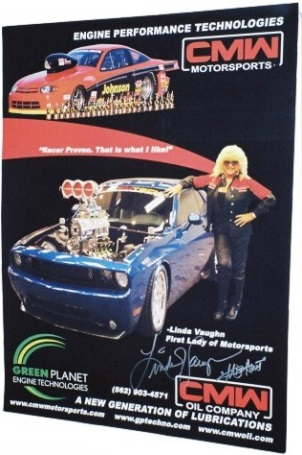 ENGINE PERFORMANCE TECHNOLOGIES
CMW
MOTORSPORTS
Johnson
"Racer Proven. That is what I like!"
-Linda Vaughn
First Lady of Motorsports
Linda Vaughn
GREEN PLANET
ENGINE TECHNOLOGIES
(562) 903-4571
CMW
OIL COMPANY
A NEW GENERATION OF LUBRICATIONS
www.cmwmotorsports.com www.gptechno.com www.cmwoil.com